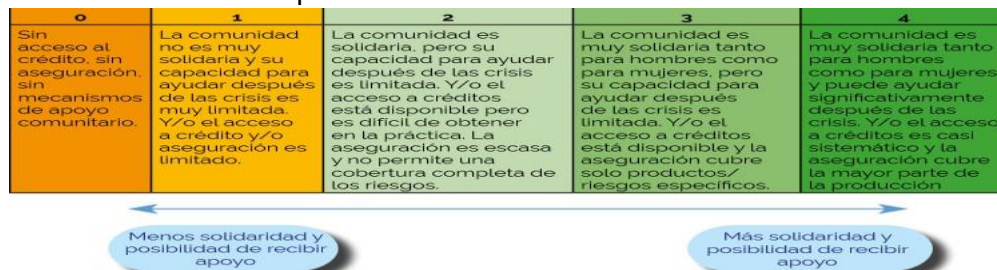 0
Sin
acceso al
crédito, sin
aseguración,
sin
mecanismos
de apoyo
comunitario.
1
La comunidad
no es muy
solidaria y su
capacidad para
ayudar después
de las crisis es
muy limitada.
Y/o el acceso
a crédito y/o
aseguración es
limitado.
2
La comunidad es
solidaria, pero su
capacidad para ayudar
después de las crisis
es limitada. Y/o el
acceso a créditos
está disponible pero
es difícil de obtener
en la práctica. La
aseguración es escasa
y no permite una
cobertura completa de
los riesgos.
3
La comunidad es
muy solidaria tanto
para hombres como
para mujeres, pero
su capacidad para
ayudar después
de las crisis es
limitada. Y/o el
acceso a créditos
está disponible y la
aseguración cubre
solo productos/
riesgos específicos.
4
La comunidad es
muy solidaria tanto
para hombres
como para mujeres
y puede ayudar
significativamente
después de las
crisis. Y/o el acceso
a créditos es casi
sistemático y la
aseguración cubre
la mayor parte de
la producción
Menos solidaridad y
posibilidad de recibir
apoyo
Más solidaridad y
posibilidad de recibir
apoyo